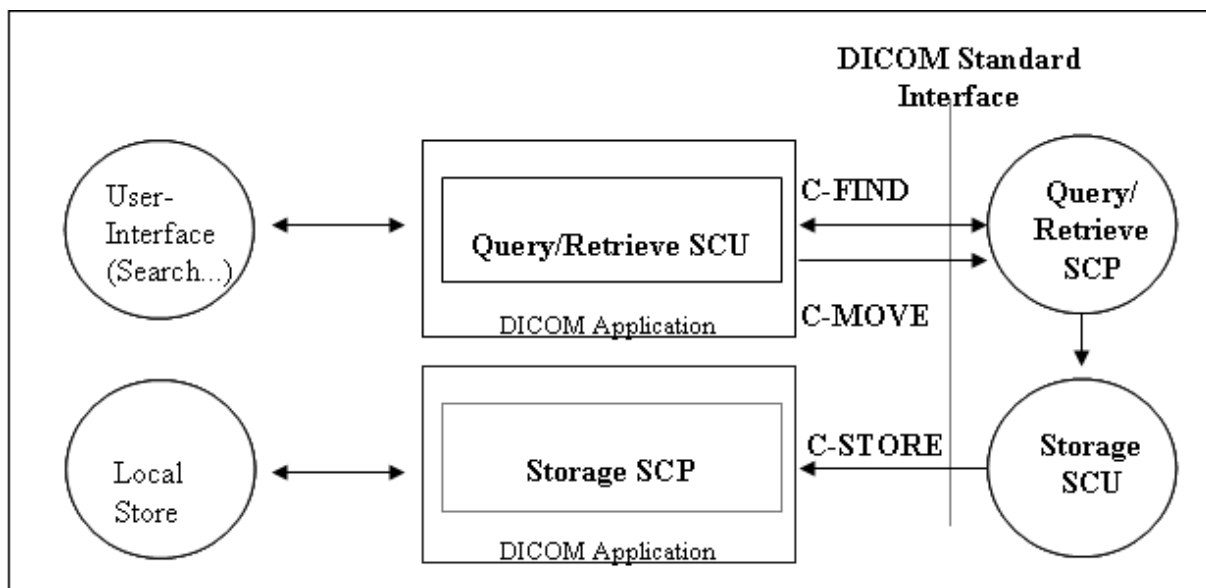 DICOM Standard
Interface
User-
Interface
(Search...)
Query/Retrieve SCU
DICOM Application
C-FIND
C-MOVE
Query/
Retrieve
SCP
Local
Store
Storage SCP
DICOM Application
C-STORE
Storage
SCU